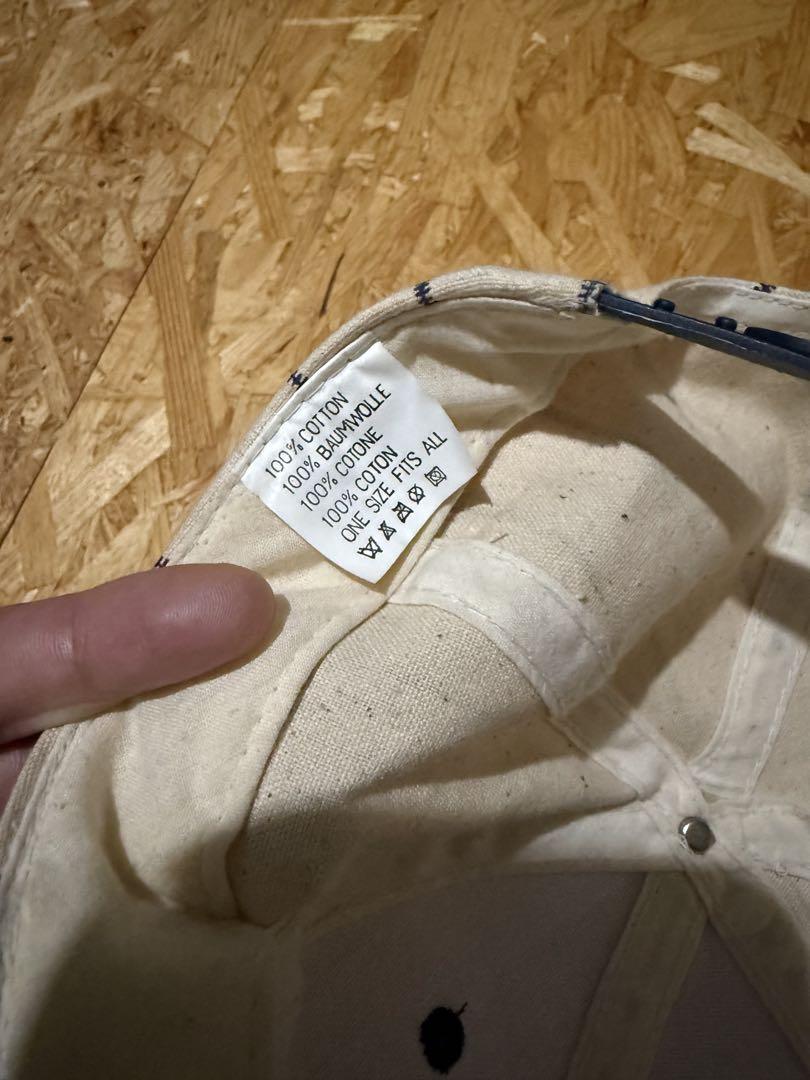 100% COTTON
100% BAUMWOLLE
100% COTONE
100% COTON
ONE SIZE FITS ALL